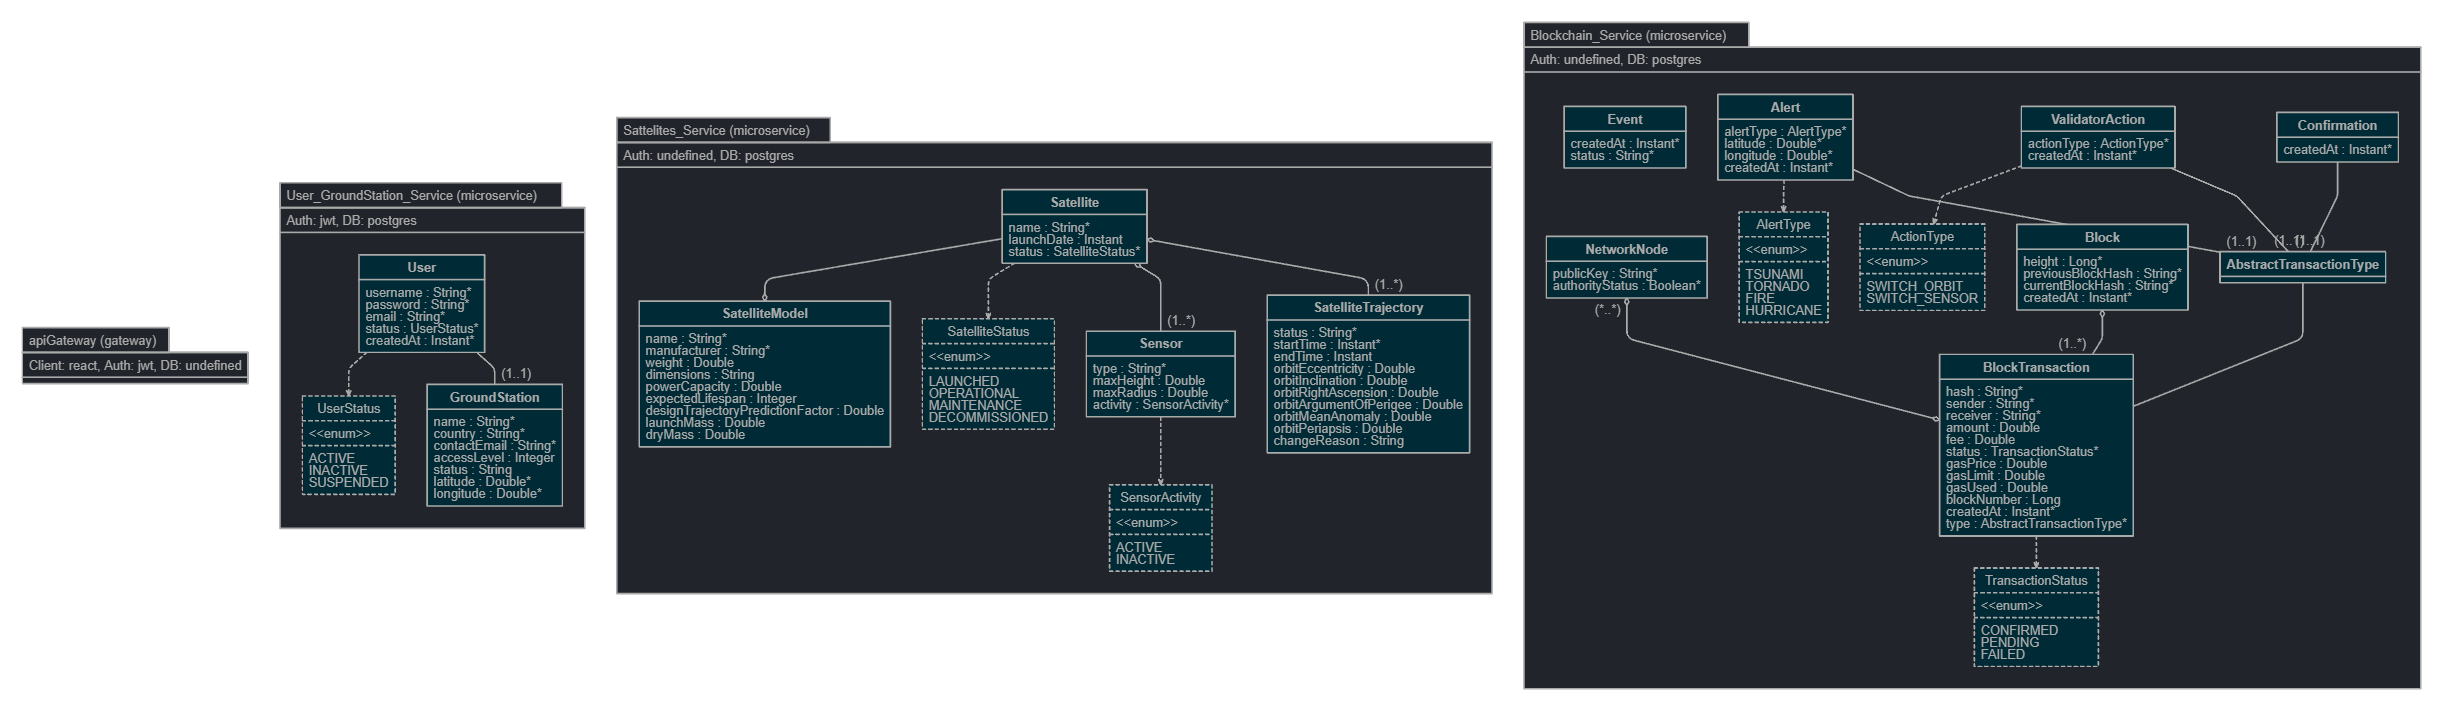 apiGateway (gateway)
Client: react, Auth: jwt, DB: undefined
User_GroundStation_Service (microservice)
Auth: jwt, DB: postgres
User
username : String*
password : String*
email : String*
status : UserStatus*
createdAt : Instant*
(1..1)
UserStatus
<<enum>>
ACTIVE
INACTIVE
SUSPENDED
GroundStation
name : String*
country : String*
contactEmail : String*
accessLevel : Integer
status : String
latitude : Double*
longitude : Double*
Sattelites_Service (microservice)
Auth: undefined, DB: postgres
Satellite
name : String*
launchDate : Instant
status : SatelliteStatus*
SatelliteModel
name : String*
manufacturer : String*
weight : Double
dimensions : String
powerCapacity : Double
expectedLifespan : Integer
designTrajectoryPredictionFactor : Double
launchMass : Double
dryMass : Double
SatelliteStatus
<<enum>>
LAUNCHED
OPERATIONAL
MAINTENANCE
DECOMMISSIONED
(1..*)
Sensor
type : String*
maxHeight : Double
maxRadius : Double
activity : SensorActivity*
(1..*)
SatelliteTrajectory
status : String*
startTime : Instant*
endTime : Instant
orbitEccentricity : Double
orbitInclination : Double
orbitRightAscension : Double
orbitArgumentOfPerigee : Double
orbitMeanAnomaly : Double
orbitPeriapsis : Double
changeReason : String
SensorActivity
<<enum>>
ACTIVE
INACTIVE
Blockchain_Service (microservice)
Auth: undefined, DB: postgres
Event
createdAt : Instant*
status : String*
Alert
alertType : AlertType*
latitude : Double*
longitude : Double*
createdAt : Instant*
ValidatorAction
actionType : ActionType*
createdAt : Instant*
Confirmation
createdAt : Instant*
NetworkNode
publicKey : String*
authorityStatus : Boolean*
(*..*)
AlertType
<<enum>>
TSUNAMI
TORNADO
FIRE
HURRICANE
ActionType
<<enum>>
SWITCH_ORBIT
SWITCH_SENSOR
Block
height : Long*
previousBlockHash : String*
currentBlockHash : String*
createdAt : Instant*
(1..1)
(1..1)
(1..1)
AbstractTransactionType
(1..*)
BlockTransaction
hash : String*
sender : String*
receiver : String*
amount : Double
fee : Double
status : TransactionStatus*
gasPrice : Double
gasLimit : Double
gasUsed : Double
blockNumber : Long
createdAt : Instant*
type : AbstractTransactionType*
TransactionStatus
<<enum>>
CONFIRMED
PENDING
FAILED